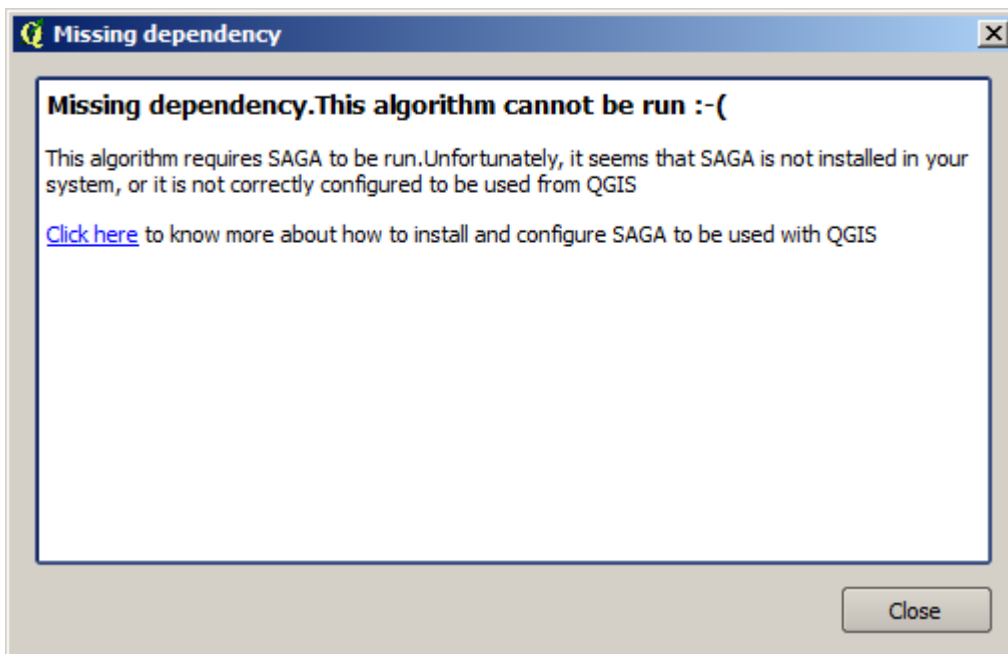 Missing dependency
Missing dependency.This algorithm cannot be run :-(
This algorithm requires SAGA to be run.Unfortunately, it seems that SAGA is not installed in your
system, or it is not correctly configured to be used from QGIS
Click here to know more about how to install and configure SAGA to be used with QGIS
Close